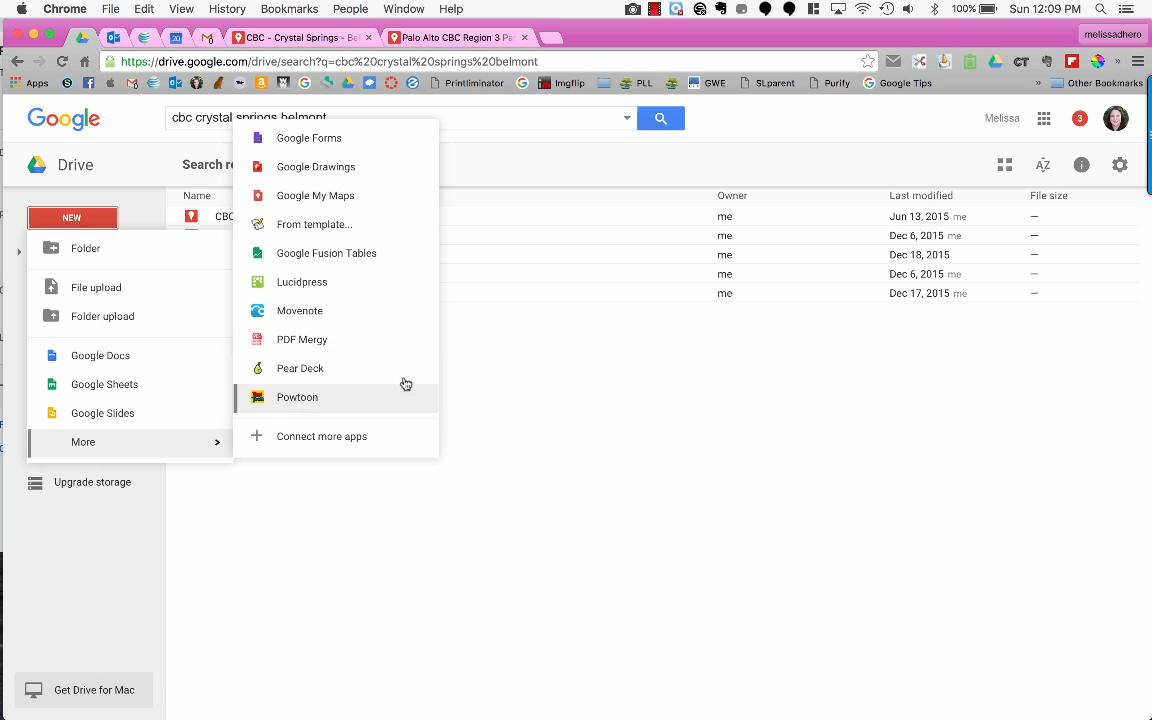 Chrome File Edit View History Bookmarks People Window Help 100% Sun 12:09 PM
20 CBC - Crystal Springs - Be Palo Alto CBC Region 3 Pa melissadhero
https://drive.google.com/drive/search?q=cbc%20crystal%20springs%20belmont
Apps Printliminator Imgflip PLL GWE SLparent Purify Google Tips » Other Bookmarks
Google cbc crystal springs belmont Melissa 3
Drive Search re
Name Owner Last modified File size
NEW
CBC me Jun 13, 2015 me —
me Dec 6, 2015 me —
me Dec 18, 2015 —
me Dec 6, 2015 me —
me Dec 17, 2015 me —
Folder
File upload
Folder upload
Google Docs
Google Sheets
Google Slides
More
Google Forms
Google Drawings
Google My Maps
From template...
Google Fusion Tables
Lucidpress
Movenote
PDF Mergy
Pear Deck
Powtoon
Connect more apps
Upgrade storage
Get Drive for Mac